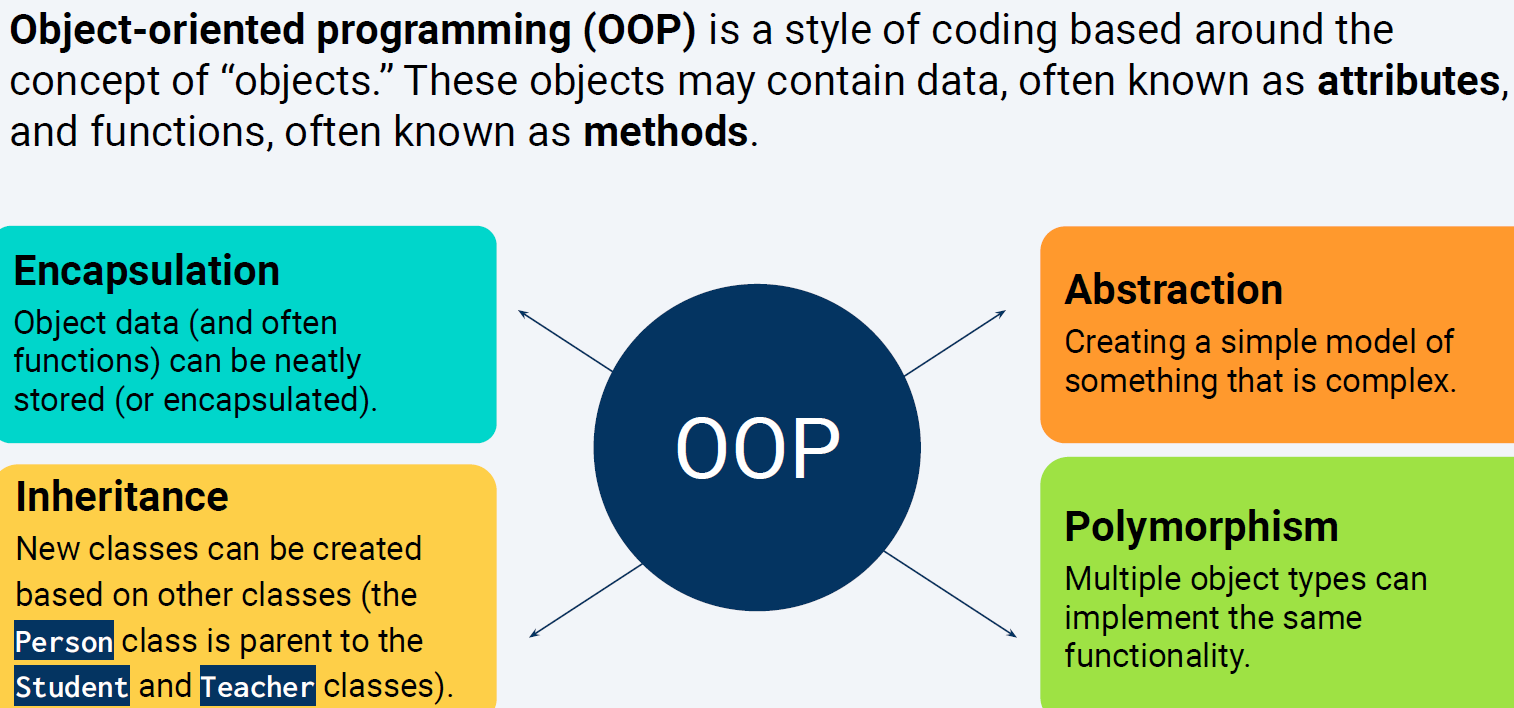 Object-oriented programming (OOP) is a style of coding based around the
concept of “objects.” These objects may contain data, often known as attributes,
and functions, often known as methods.
Encapsulation
Object data (and often
functions) can be neatly
stored (or encapsulated).
Abstraction
Creating a simple model of
something that is complex.
OOP
Inheritance
New classes can be created
based on other classes (the
Person class is parent to the
Student and Teacher classes).
Polymorphism
Multiple object types can
implement the same
functionality.